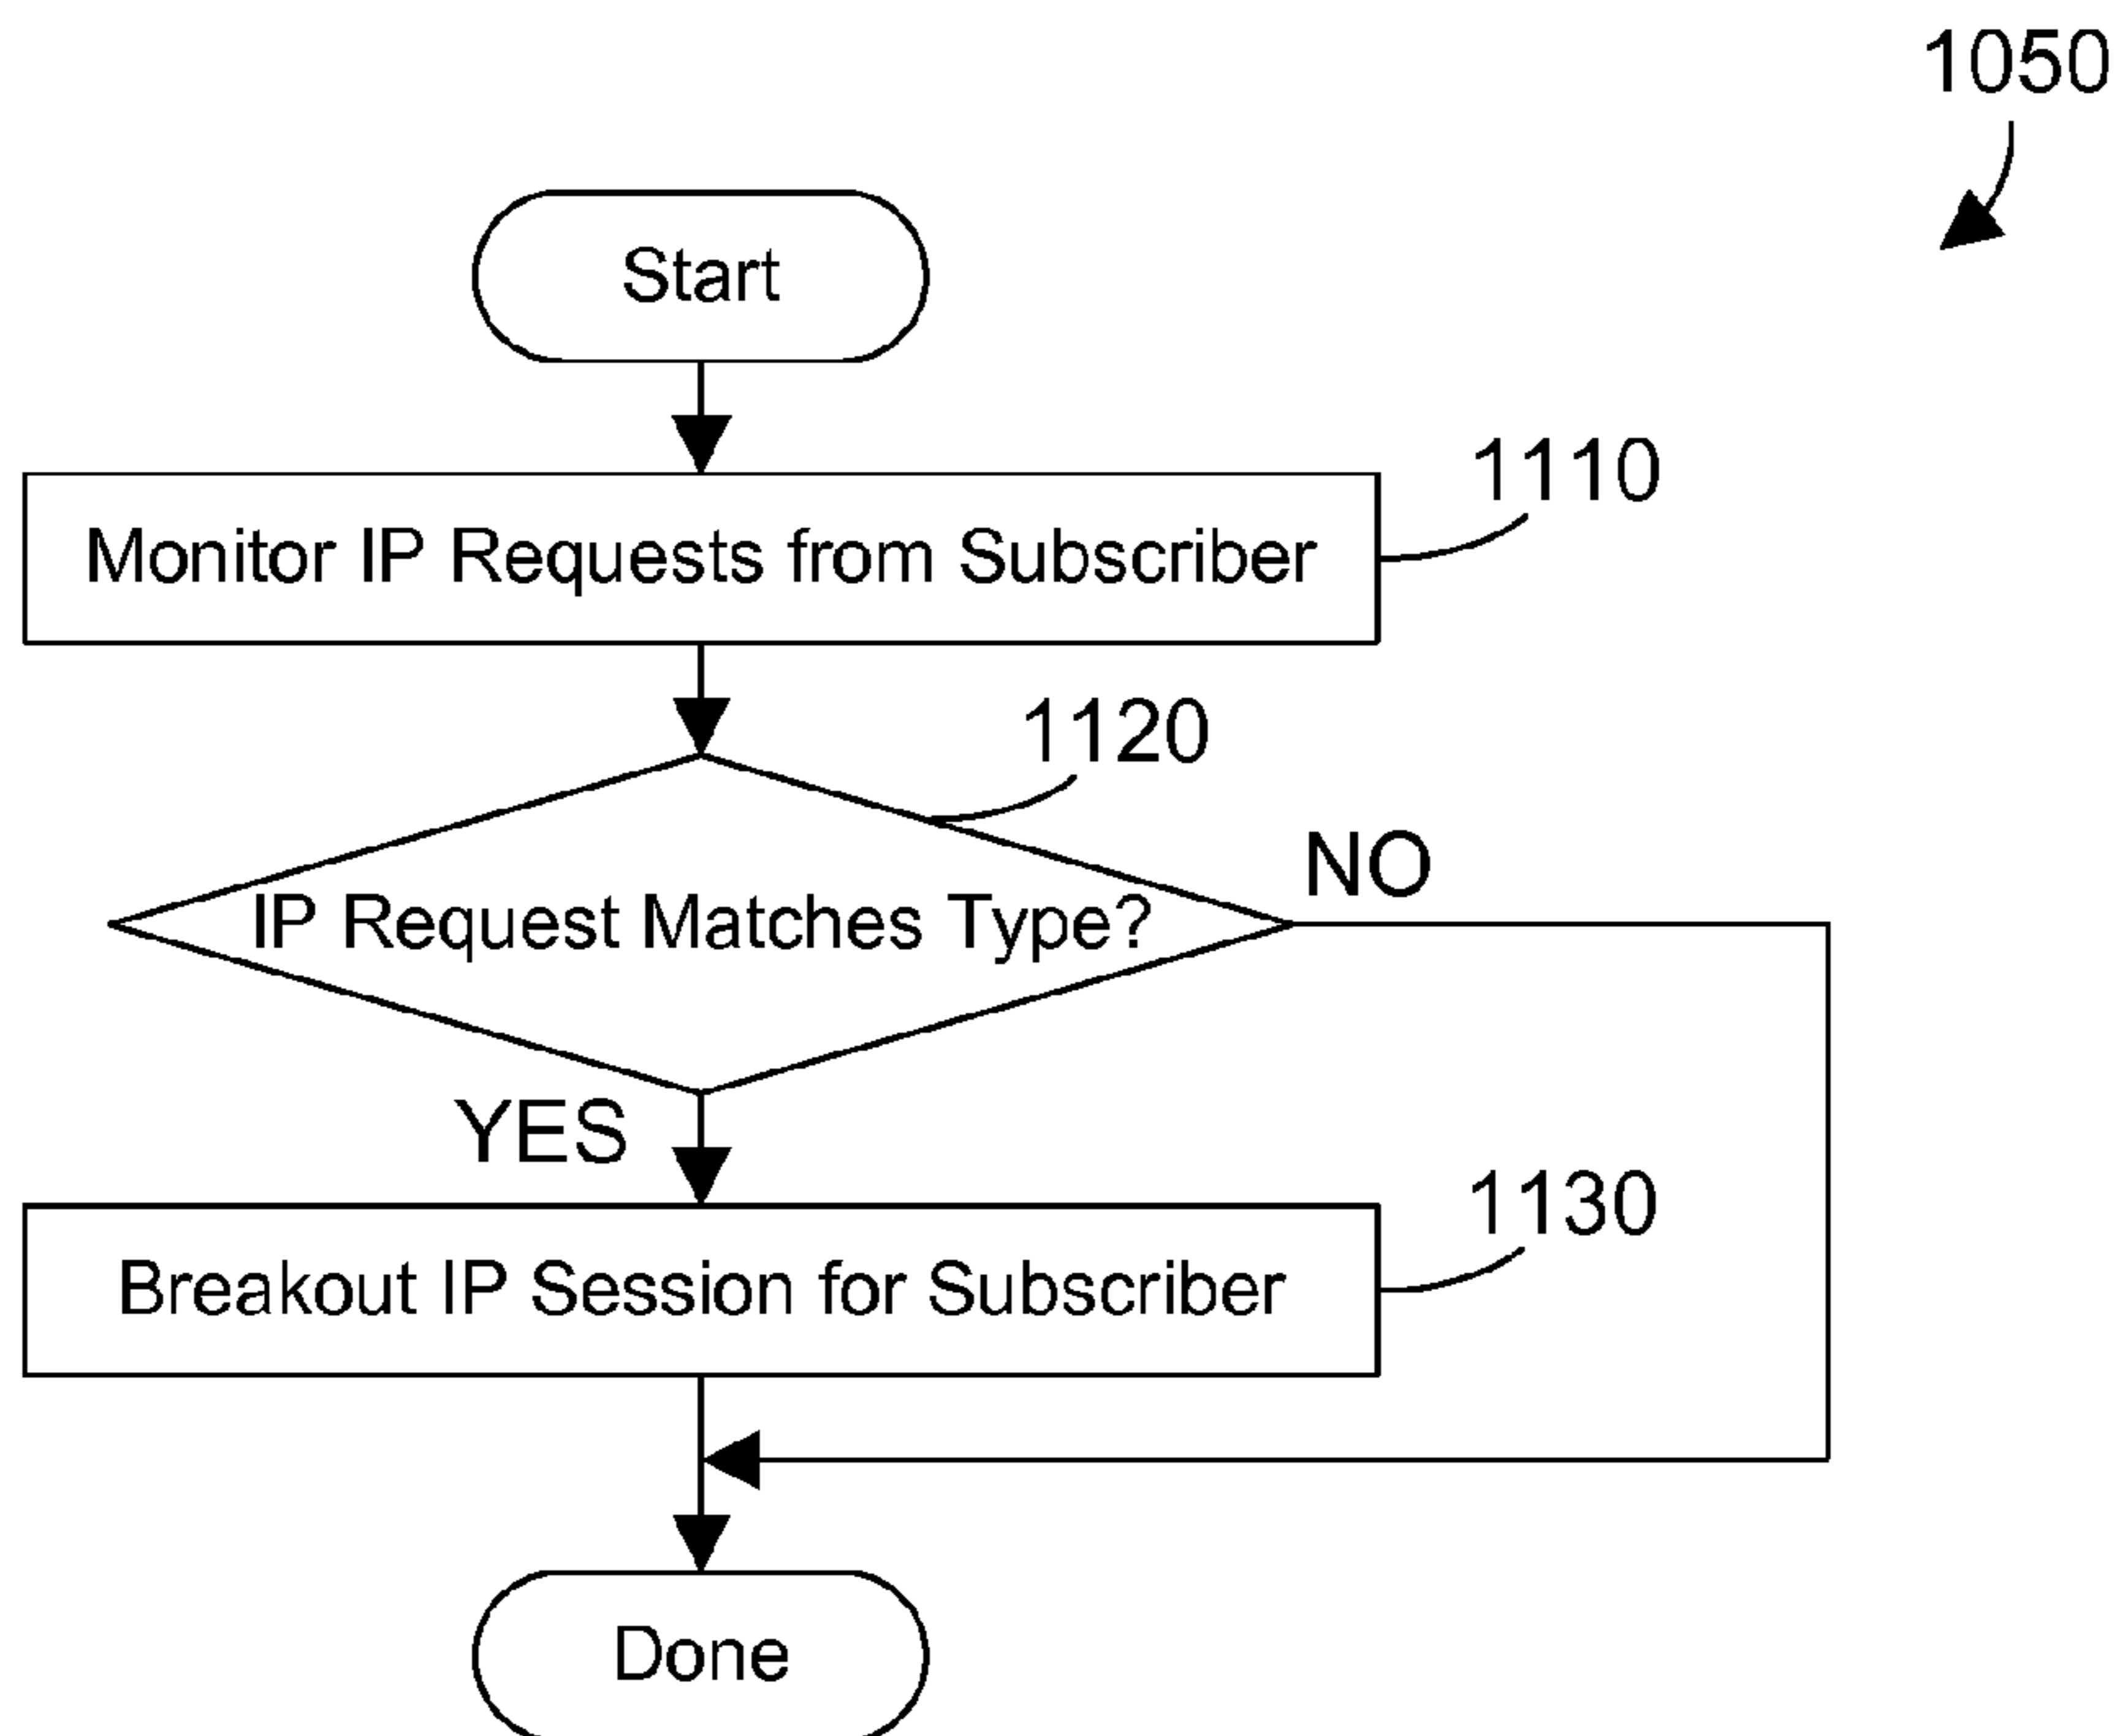 1050
Start
Monitor IP Requests from Subscriber
1110
1120
IP Request Matches Type?
NO
YES
Breakout IP Session for Subscriber
1130
Done